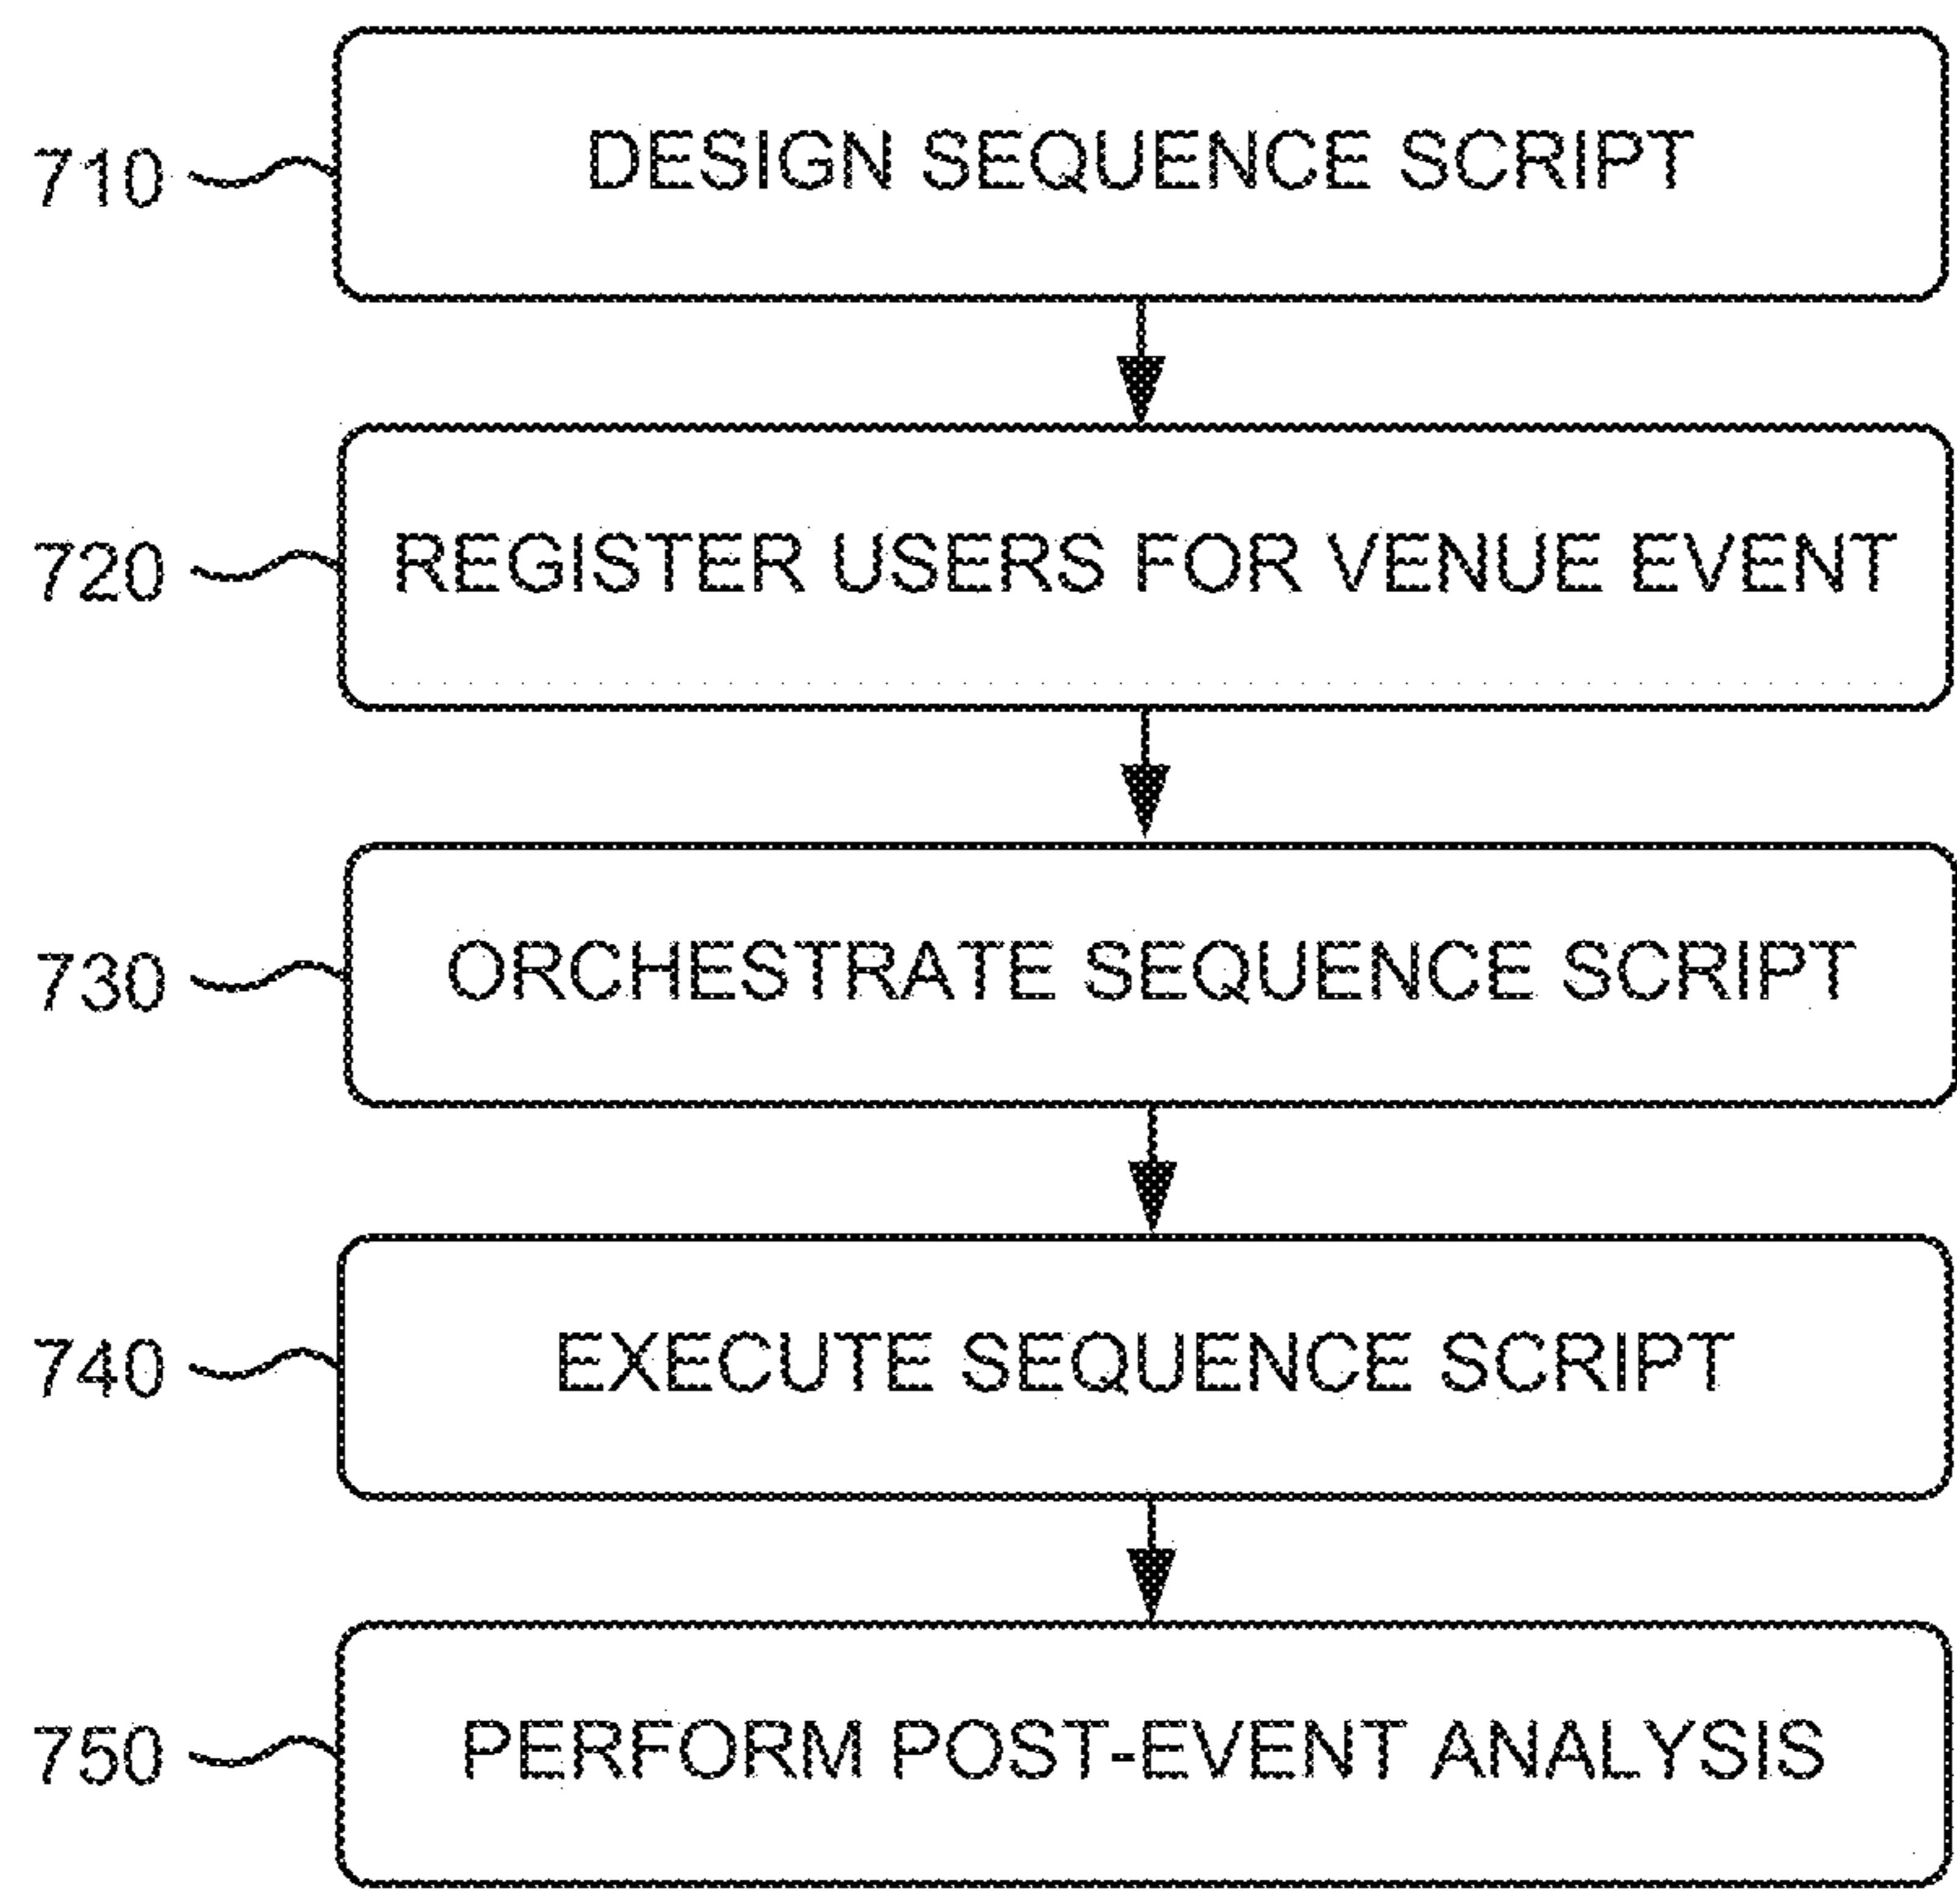 710 DESIGN SEQUENCE SCRIPT
720 REGISTER USERS FOR VENUE EVENT
730 ORCHESTRATE SEQUENCE SCRIPT
740 EXECUTE SEQUENCE SCRIPT
750 PERFORM POST-EVENT ANALYSIS